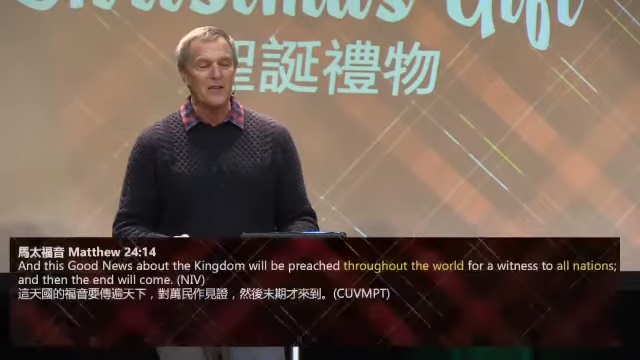 Christmas Gift
聖誕禮物
馬太福音 Matthew 24:14
And this Good News about the Kingdom will be preached throughout the world for a witness to all nations;
and then the end will come. (NIV)
這天國的福音要傳遍天下，對萬民作見證，然後末期才來到。(CUVMPT)